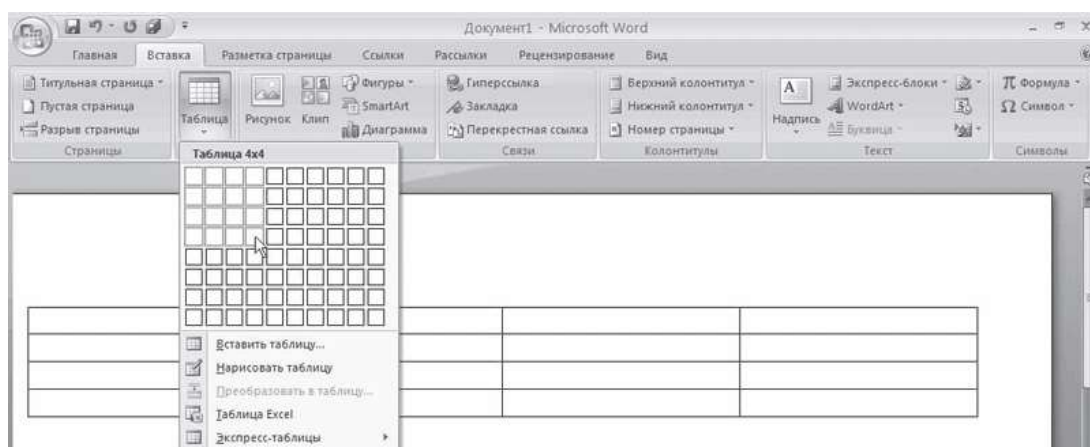 Документ1 - Microsoft Word
Главная Вставка Разметка страницы Ссылки Рассылки Рецензирование Вид
Титульная страница
Пустая страница
Разрыв страницы
Страницы
Таблица
Рисунок
Клип
Фигуры
SmartArt
Диаграмма
Гиперссылка
Закладка
Перекрестная ссылка
Связи
Верхний колонтитул
Нижний колонтитул
Номер страницы
Колонтитулы
A
Надпись
Экспресс-блоки
WordArt
Буквица
Текст
π Формула
Ω Символ
Символы
Таблица 4x4
Вставить таблицу...
Нарисовать таблицу
Преобразовать в таблицу...
Таблица Excel
Экспресс-таблицы